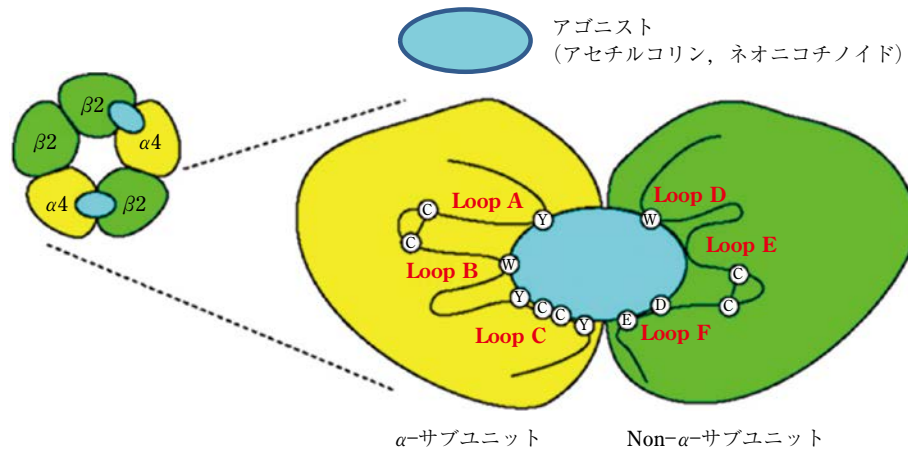 アゴニスト
(アセチルコリン,ネオニコチノイド)
β2
β2
α4
α4
β2
Loop A
Loop D
C
Y
W
Loop E
C
Loop B
W
C
Y
C
C
Y
E
D
C
Loop C
Loop F
α-サブユニット
Non-α-サブユニット